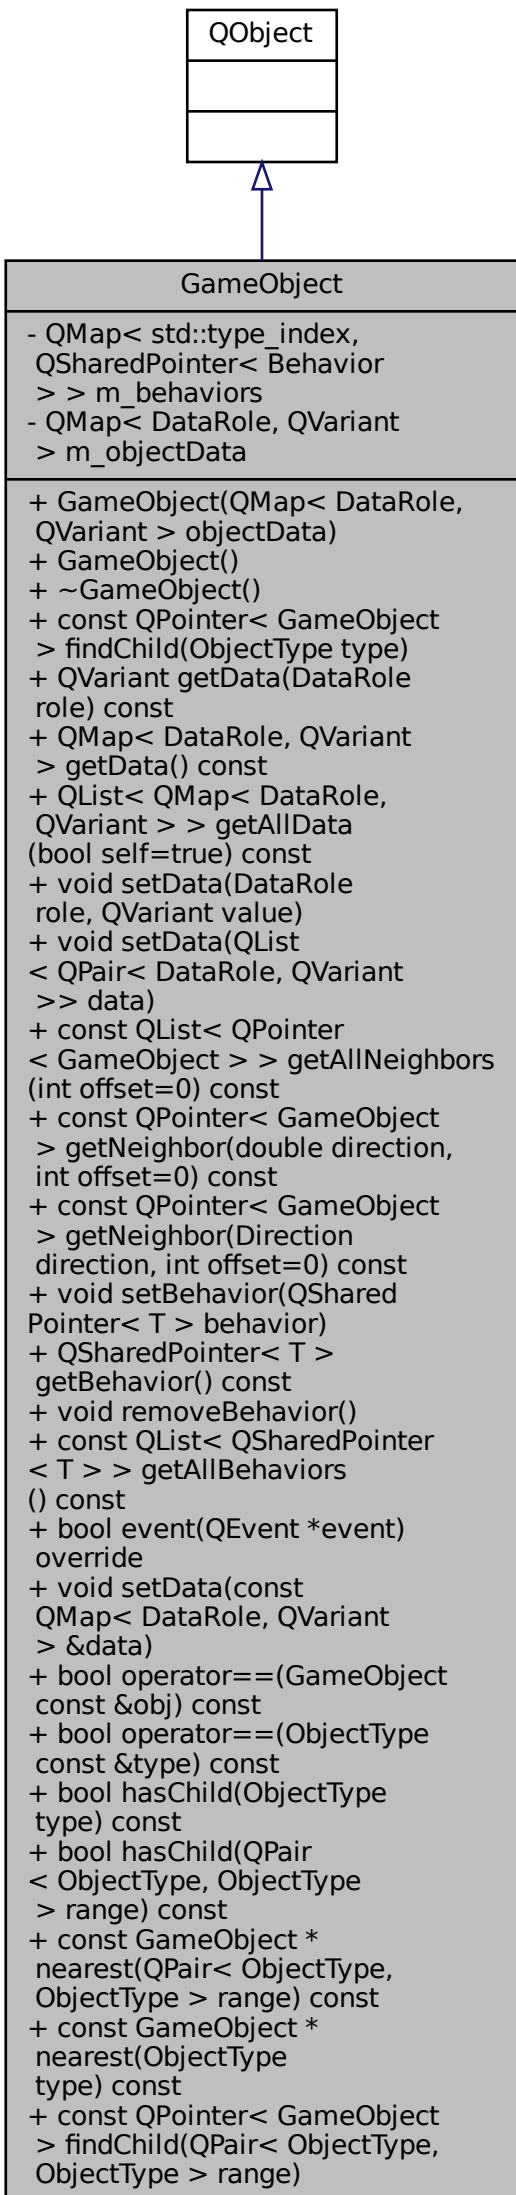 QObject
GameObject
- QMap< std::type_index,
QSharedPointer< Behavior
> > m_behaviors
- QMap< DataRole, QVariant
> m_objectData
+ GameObject(QMap< DataRole,
QVariant > objectData)
+ GameObject()
+ ~GameObject()
+ const QPointer< GameObject
> findChild(ObjectType type)
+ QVariant getData(DataRole
role) const
+ QMap< DataRole, QVariant
> getData() const
+ QList< QMap< DataRole,
QVariant > > getAllData
(bool self=true) const
+ void setData(DataRole
role, QVariant value)
+ void setData(QList
< QPair< DataRole, QVariant
>> data)
+ const QList< QPointer
< GameObject > > getAllNeighbors
(int offset=0) const
+ const QPointer< GameObject
> getNeighbor(double direction,
int offset=0) const
+ const QPointer< GameObject
> getNeighbor(Direction
direction, int offset=0) const
+ void setBehavior(QShared
Pointer< T > behavior)
+ QSharedPointer< T >
getBehavior() const
+ void removeBehavior()
+ const QList< QSharedPointer
< T > > getAllBehaviors
() const
+ bool event(QEvent *event)
override
+ void setData(const
QMap< DataRole, QVariant
> &data)
+ bool operator==(GameObject
const &obj) const
+ bool operator==(ObjectType
const &type) const
+ bool hasChild(ObjectType
type) const
+ bool hasChild(QPair
< ObjectType, ObjectType
> range) const
+ const GameObject *
nearest(QPair< ObjectType,
ObjectType > range) const
+ const GameObject *
nearest(ObjectType
type) const
+ const QPointer< GameObject
> findChild(QPair< ObjectType,
ObjectType > range)